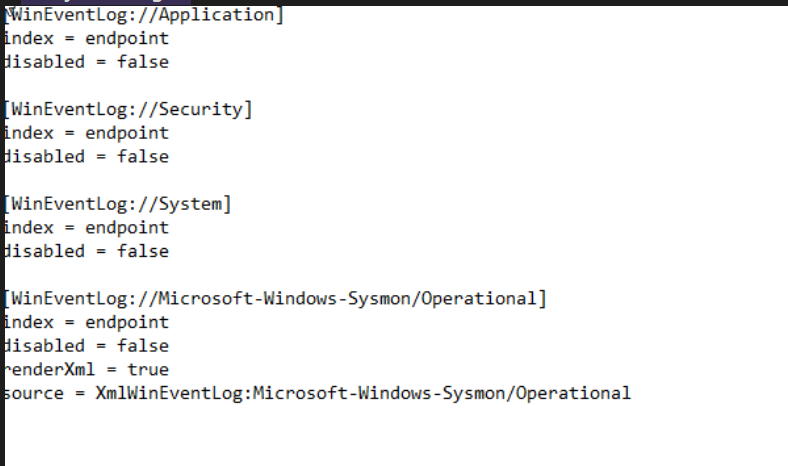 [WinEventLog://Application]
index = endpoint
disabled = false
[WinEventLog://Security]
index = endpoint
disabled = false
[WinEventLog://System]
index = endpoint
disabled = false
[WinEventLog://Microsoft-Windows-Sysmon/Operational]
index = endpoint
disabled = false
renderXml = true
source = XmlWinEventLog:Microsoft-Windows-Sysmon/Operational